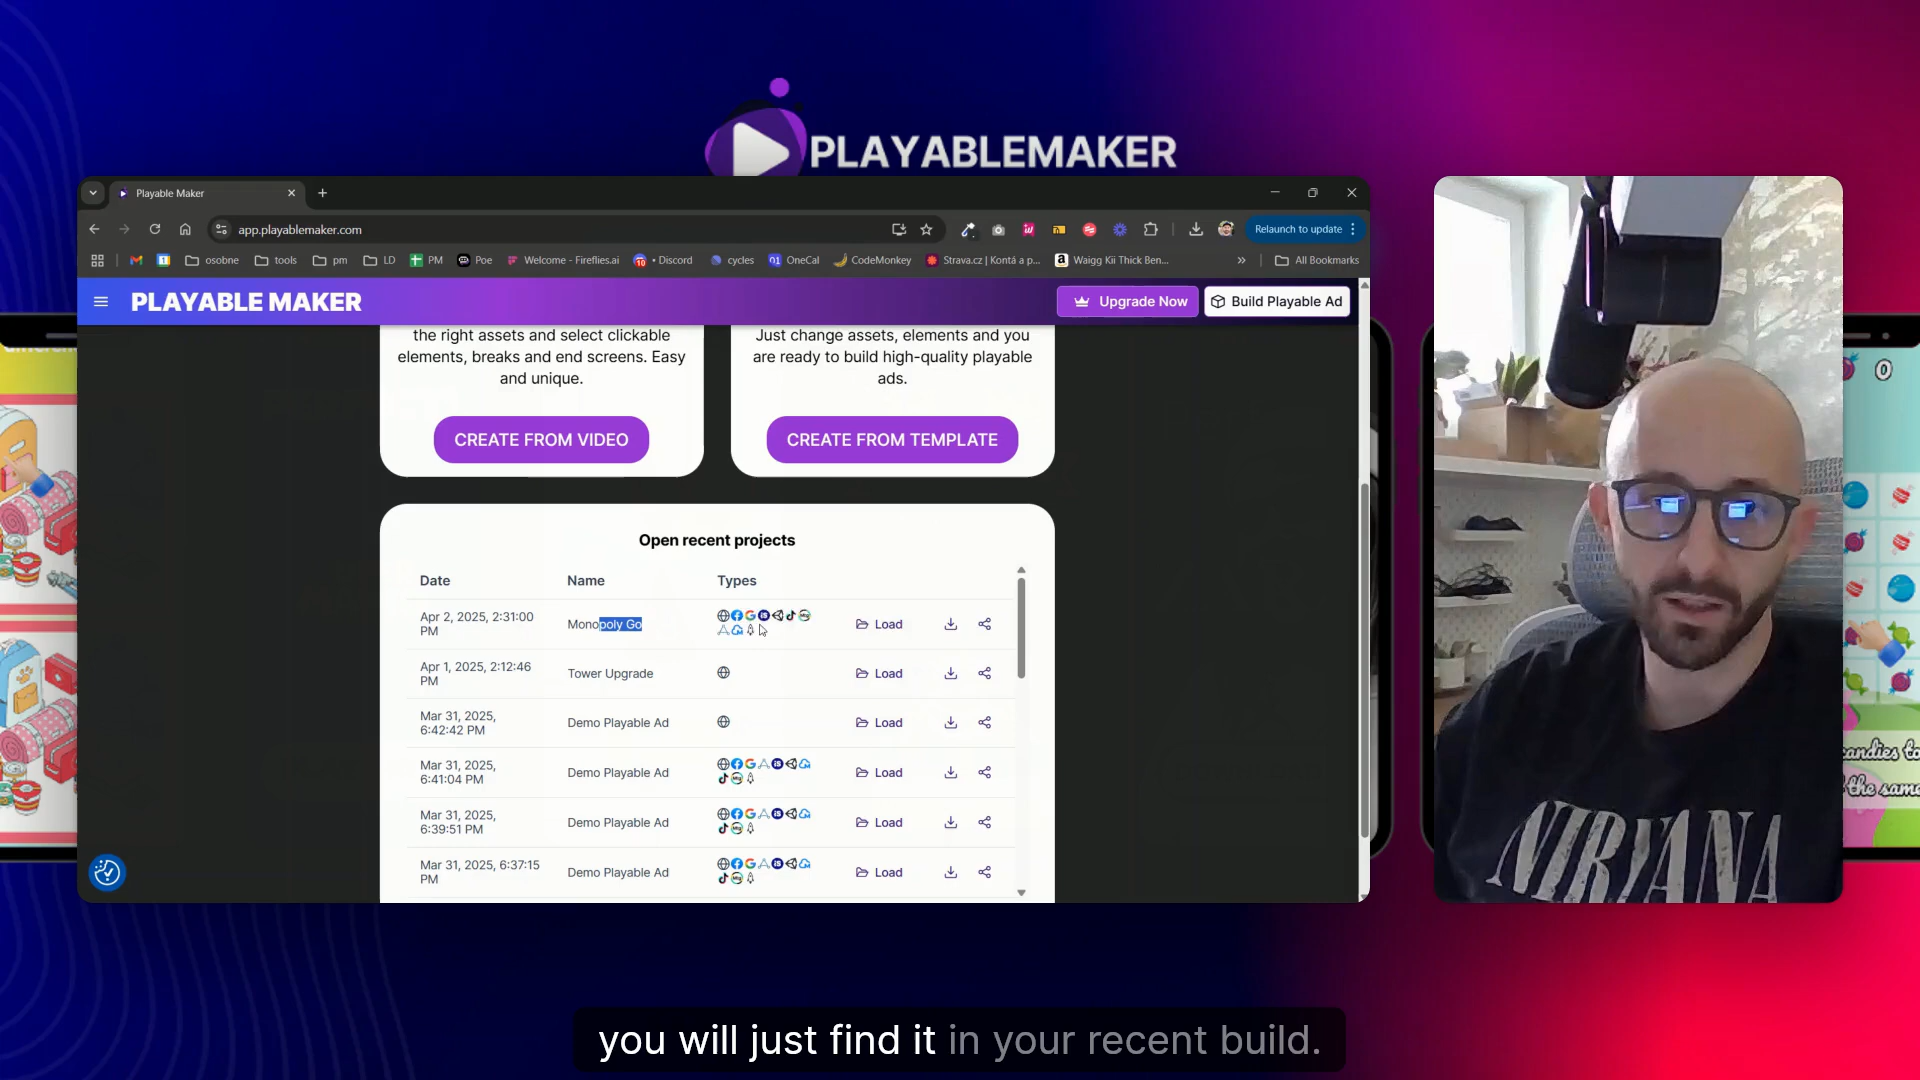 PLAYABLEMAKER
Playable Maker
app.playablemaker.com
Relaunch to update
osobne
tools
pm
LD
PM
Poe
Welcome - Fireflies.ai
• Discord
cycles
OneCal
CodeMonkey
Strava.cz | Kontá a p...
Waigg Kii Thick Ben...
»
All Bookmarks
PLAYABLE MAKER
Upgrade Now
Build Playable Ad
the right assets and select clickable
elements, breaks and end screens. Easy
and unique.
CREATE FROM VIDEO
Just change assets, elements and you
are ready to build high-quality playable
ads.
CREATE FROM TEMPLATE
Open recent projects
Date Name Types
Apr 2, 2025, 2:31:00
PM
Monopoly Go
Load
Apr 1, 2025, 2:12:46
PM
Tower Upgrade
Load
Mar 31, 2025,
6:42:42 PM
Demo Playable Ad
Load
Mar 31, 2025,
6:41:04 PM
Demo Playable Ad
Load
Mar 31, 2025,
6:39:51 PM
Demo Playable Ad
Load
Mar 31, 2025, 6:37:15
PM
Demo Playable Ad
Load
NIRVANA
0
candies to
the same
you will just find it in your recent build.